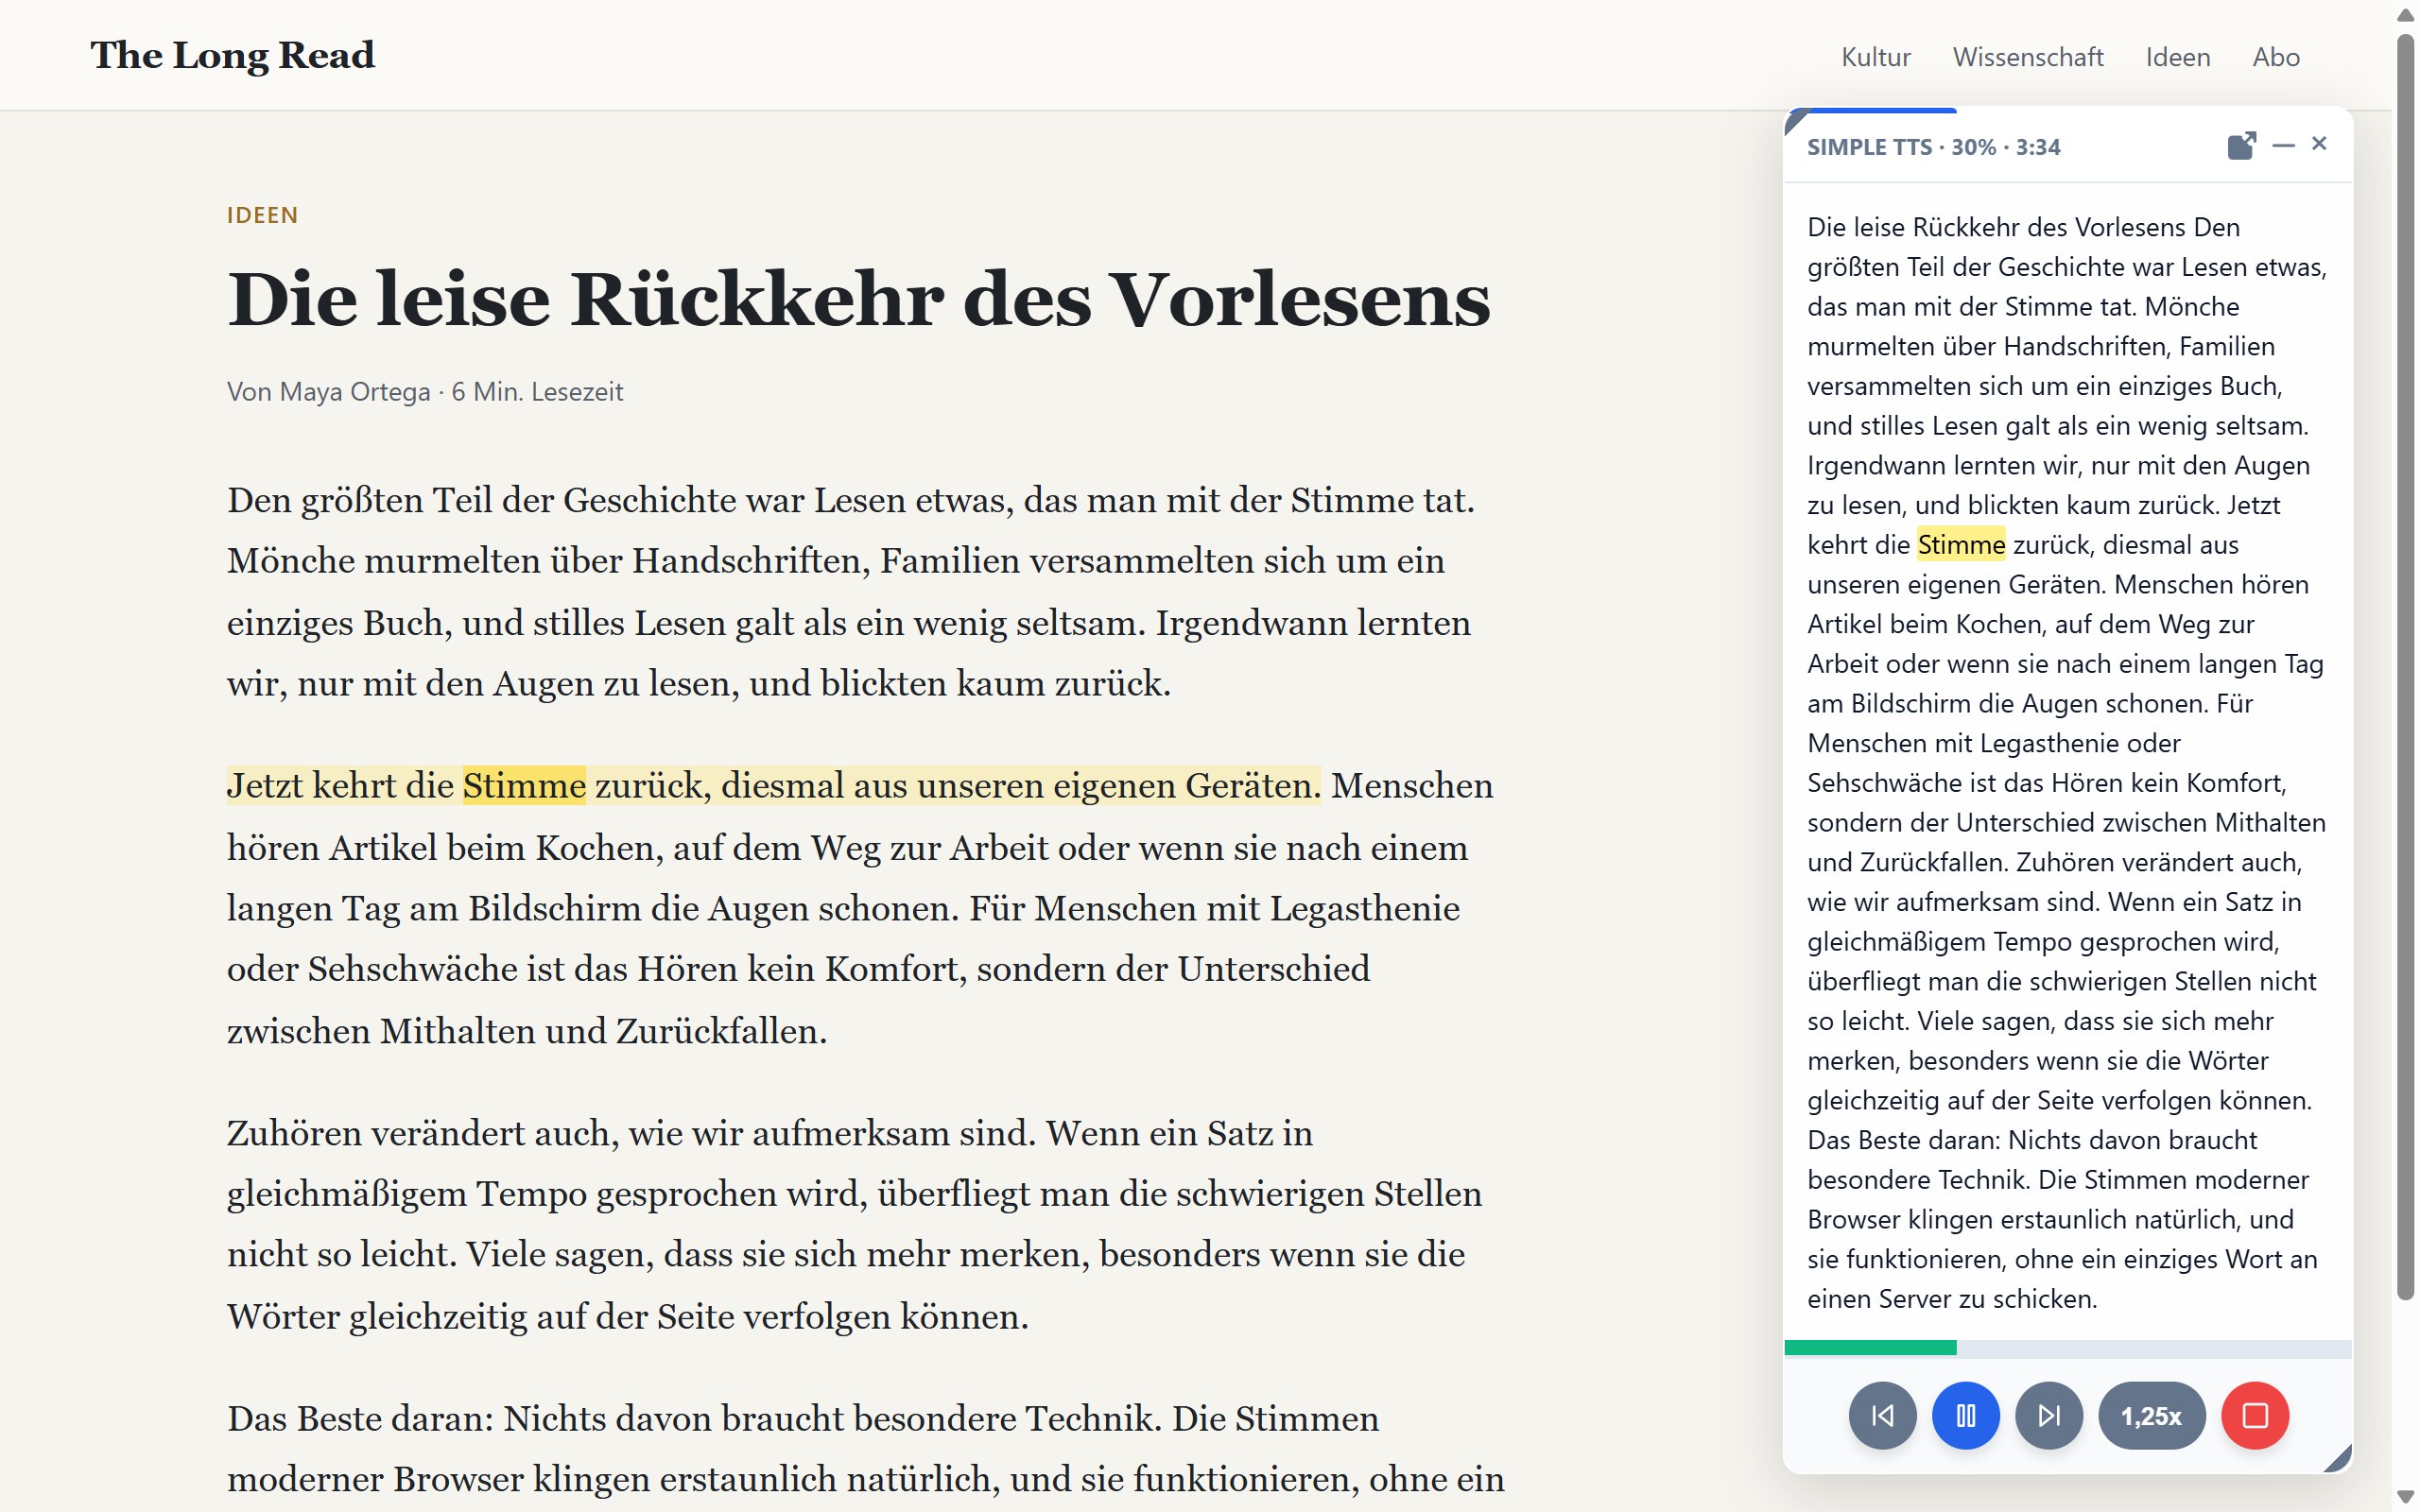 The Long Read
Kultur Wissenschaft Ideen Abo
IDEEN
Die leise Rückkehr des Vorlesens
Von Maya Ortega · 6 Min. Lesezeit
Den größten Teil der Geschichte war Lesen etwas, das man mit der Stimme tat.
Mönche murmelten über Handschriften, Familien versammelten sich um ein
einziges Buch, und stilles Lesen galt als ein wenig seltsam. Irgendwann lernten
wir, nur mit den Augen zu lesen, und blickten kaum zurück.
Jetzt kehrt die Stimme zurück, diesmal aus unseren eigenen Geräten. Menschen
hören Artikel beim Kochen, auf dem Weg zur Arbeit oder wenn sie nach einem
langen Tag am Bildschirm die Augen schonen. Für Menschen mit Legasthenie
oder Sehschwäche ist das Hören kein Komfort, sondern der Unterschied
zwischen Mithalten und Zurückfallen.
Zuhören verändert auch, wie wir aufmerksam sind. Wenn ein Satz in
gleichmäßigem Tempo gesprochen wird, überfliegt man die schwierigen Stellen
nicht so leicht. Viele sagen, dass sie sich mehr merken, besonders wenn sie die
Wörter gleichzeitig auf der Seite verfolgen können.
Das Beste daran: Nichts davon braucht besondere Technik. Die Stimmen
moderner Browser klingen erstaunlich natürlich, und sie funktionieren, ohne ein
SIMPLE TTS · 30% · 3:34
Die leise Rückkehr des Vorlesens Den
größten Teil der Geschichte war Lesen etwas,
das man mit der Stimme tat. Mönche
murmelten über Handschriften, Familien
versammelten sich um ein einziges Buch,
und stilles Lesen galt als ein wenig seltsam.
Irgendwann lernten wir, nur mit den Augen
zu lesen, und blickten kaum zurück. Jetzt
kehrt die Stimme zurück, diesmal aus
unseren eigenen Geräten. Menschen hören
Artikel beim Kochen, auf dem Weg zur
Arbeit oder wenn sie nach einem langen Tag
am Bildschirm die Augen schonen. Für
Menschen mit Legasthenie oder
Sehschwäche ist das Hören kein Komfort,
sondern der Unterschied zwischen Mithalten
und Zurückfallen. Zuhören verändert auch,
wie wir aufmerksam sind. Wenn ein Satz in
gleichmäßigem Tempo gesprochen wird,
überfliegt man die schwierigen Stellen nicht
so leicht. Viele sagen, dass sie sich mehr
merken, besonders wenn sie die Wörter
gleichzeitig auf der Seite verfolgen können.
Das Beste daran: Nichts davon braucht
besondere Technik. Die Stimmen moderner
Browser klingen erstaunlich natürlich, und
sie funktionieren, ohne ein einziges Wort an
einen Server zu schicken.
1,25x